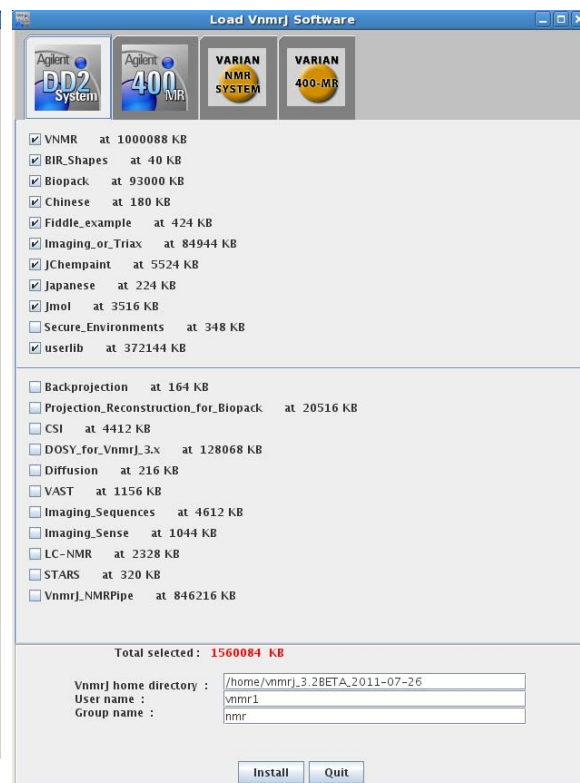 Load VnmrJ Software
Agilent
DD2
System
Agilent
400
MR
VARIAN
NMR
SYSTEM
VARIAN
400-MR
VNMR at 1000088 KB
BIR_Shapes at 40 KB
Biopack at 93000 KB
Chinese at 180 KB
Fiddle_example at 424 KB
Imaging_or_Triax at 84944 KB
JChempaint at 5524 KB
Japanese at 224 KB
Jmol at 3516 KB
Secure_Environments at 348 KB
userlib at 372144 KB
Backprojection at 164 KB
Projection_Reconstruction_for_Biopack at 20516 KB
CSI at 4412 KB
DOSY_for_VnmrJ_3.x at 128068 KB
Diffusion at 216 KB
VAST at 1156 KB
Imaging_Sequences at 4612 KB
Imaging_Sense at 1044 KB
LC-NMR at 2328 KB
STARS at 320 KB
VnmrJ_NMRPipe at 846216 KB
Total selected : 1560084 KB
VnmrJ home directory : /home/vnmrj_3.2BETA_2011-07-26
User name : vnmr1
Group name : nmr
Install Quit